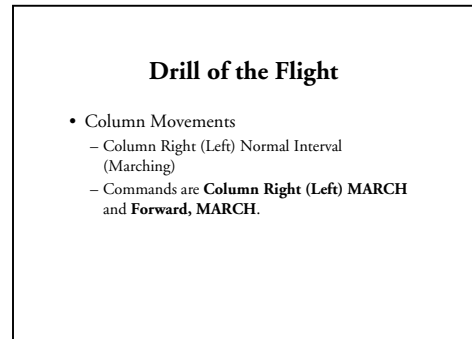 Drill of the Flight
• Column Movements
– Column Right (Left) Normal Interval
(Marching)
– Commands are Column Right (Left) MARCH
and Forward, MARCH.